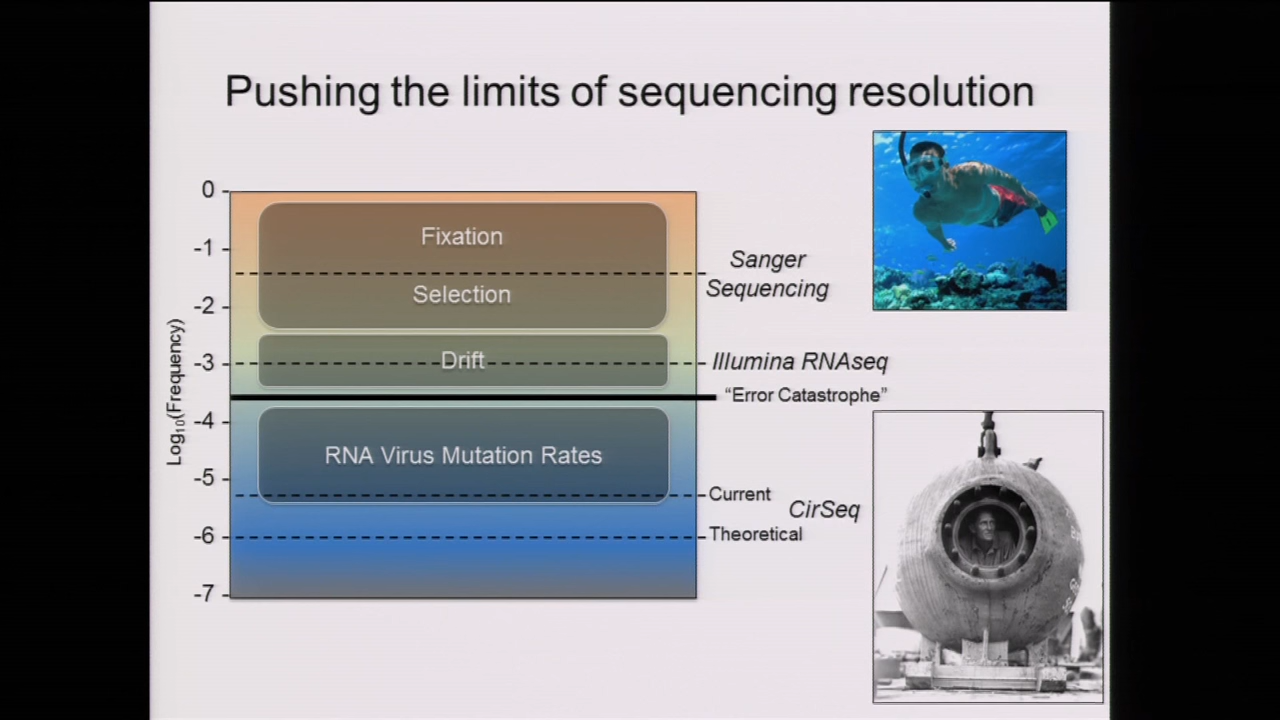 Pushing the limits of sequencing resolution
0
-1
-2
-3
-4
-5
-6
-7
Log10(Frequency)
Fixation
Selection
Drift
RNA Virus Mutation Rates
Sanger
Sequencing
Illumina RNAseq
“Error Catastrophe”
Current
CirSeq
Theoretical